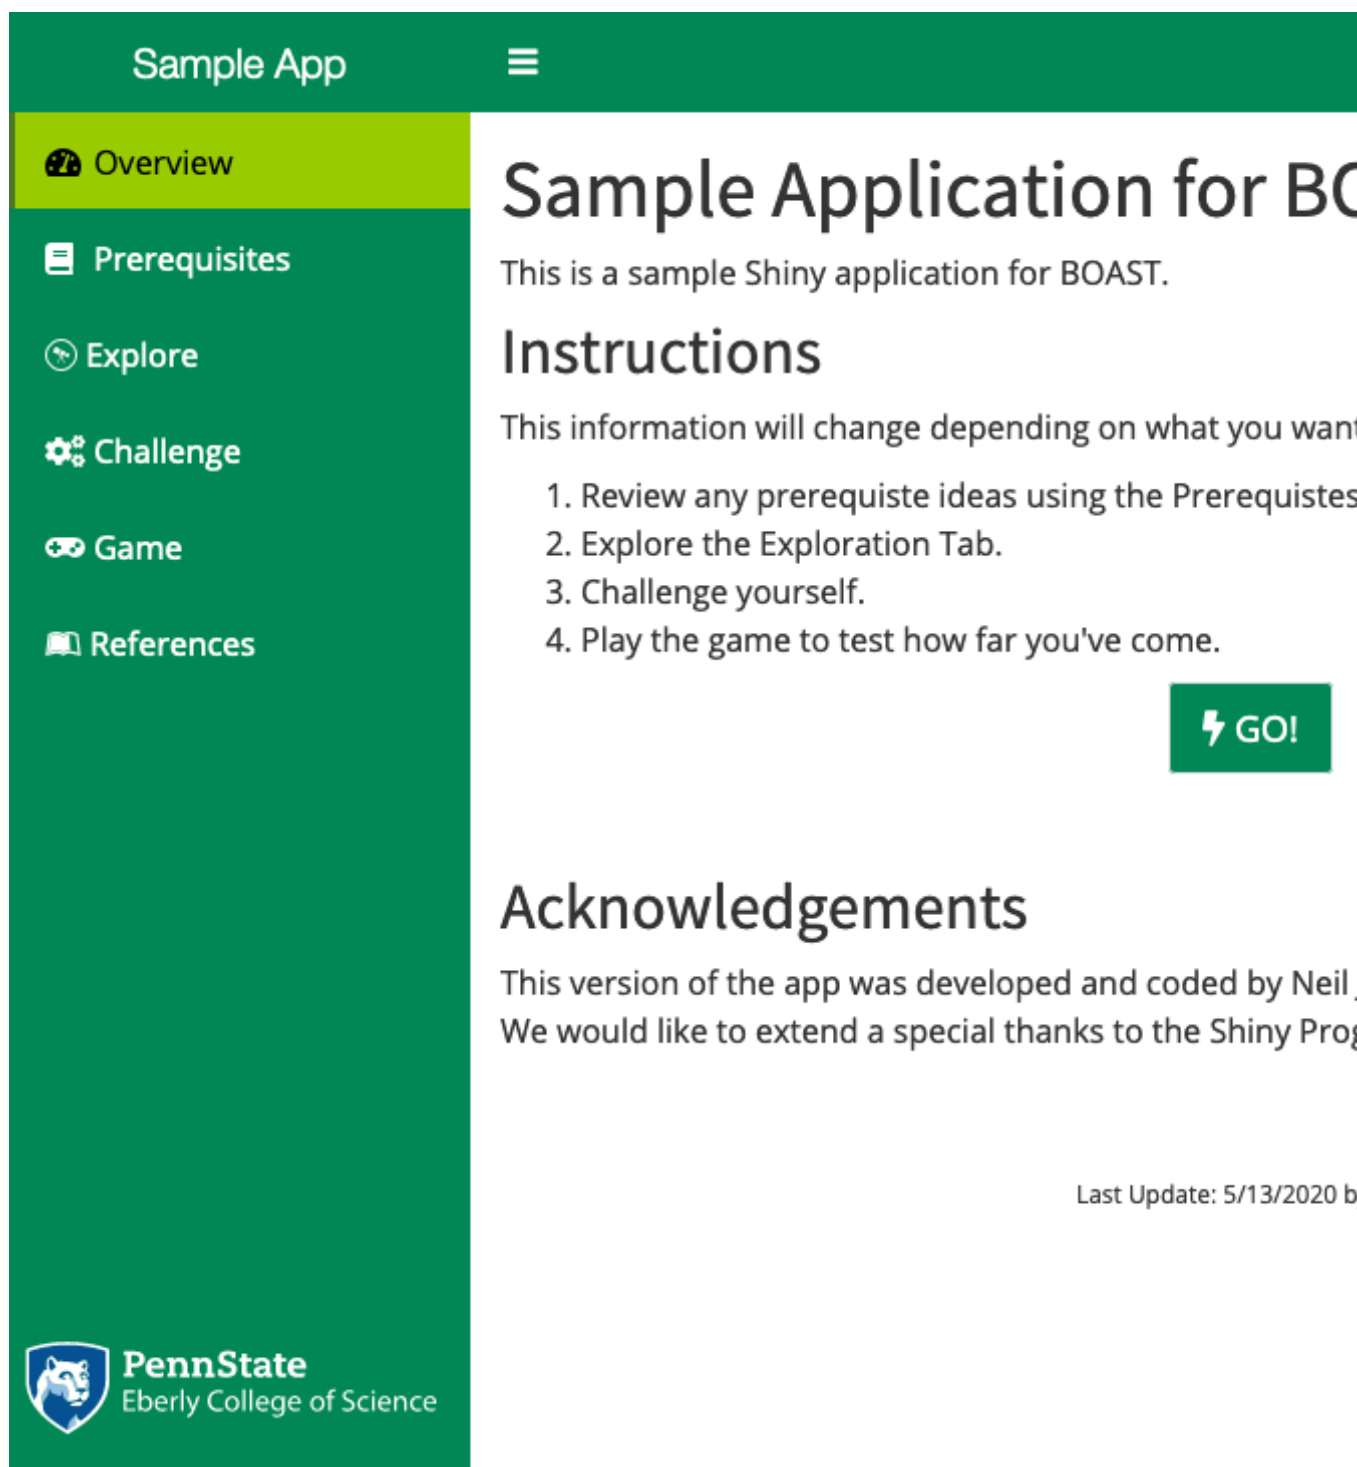 Sample App
Overview
Prerequisites
Explore
Challenge
Game
References
PennState
Eberly College of Science
Sample Application for
This is a sample Shiny application for BOAST.
Instructions
This information will change depending on what you want
1. Review any prerequiste ideas using the Prerequistes
2. Explore the Exploration Tab.
3. Challenge yourself.
4. Play the game to test how far you've come.
GO!
Acknowledgements
This version of the app was developed and coded by Neil
We would like to extend a special thanks to the Shiny
Last Update: 5/13/2020